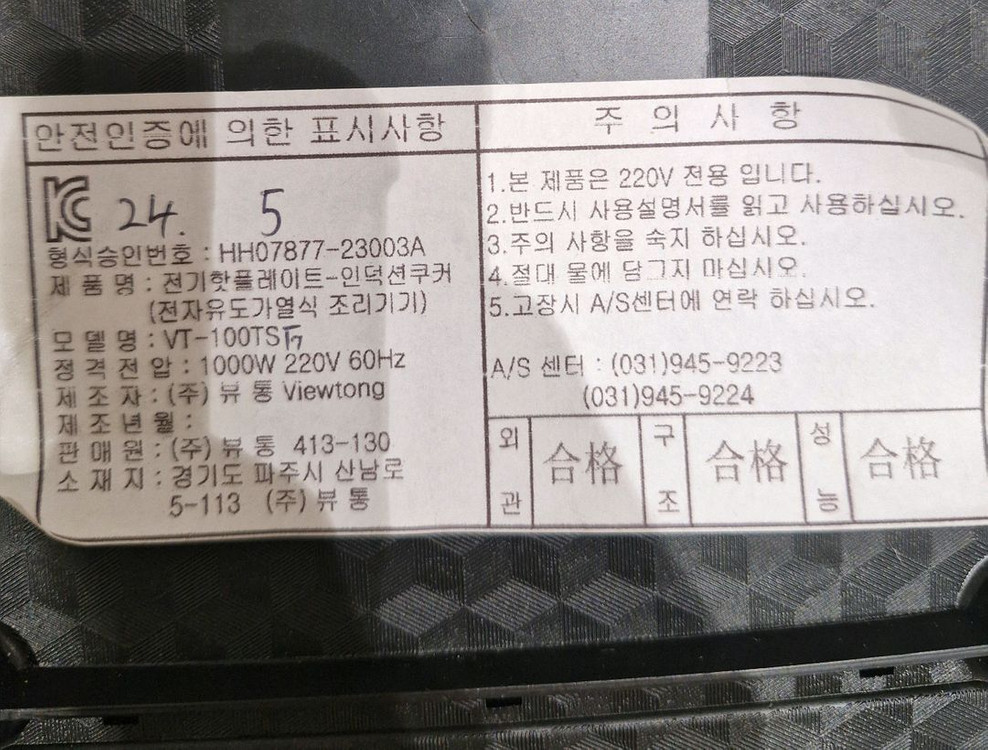 안전인증에 의한 표시사항
KC 24. 5
형식승인번호 : HH07877-23003A
제 품 명 : 전기핫플레이트-인덕션쿠커
(전자유도가열식 조리기기)
모 델 명 : VT-100TS
정 격 전 압 : 1000W 220V 60Hz
제 조 자 : (주) 뷰 통 Viewtong
제 조 년 월 :
판 매 원 : (주) 뷰 통 413-130
소 재 지 : 경기도 파주시 산남로
5-113 (주) 뷰 통
주 의 사 항
1.본 제품은 220V 전용 입니다.
2.반드시 사용설명서를 읽고 사용하십시오.
3.주의 사항을 숙지 하십시오.
4.절대 물에 담그지 마십시오.
5.고장시 A/S센터에 연락 하십시오.
A/S 센터 : (031)945-9223
(031)945-9224
외관 合格 구조 合格 성능 合格